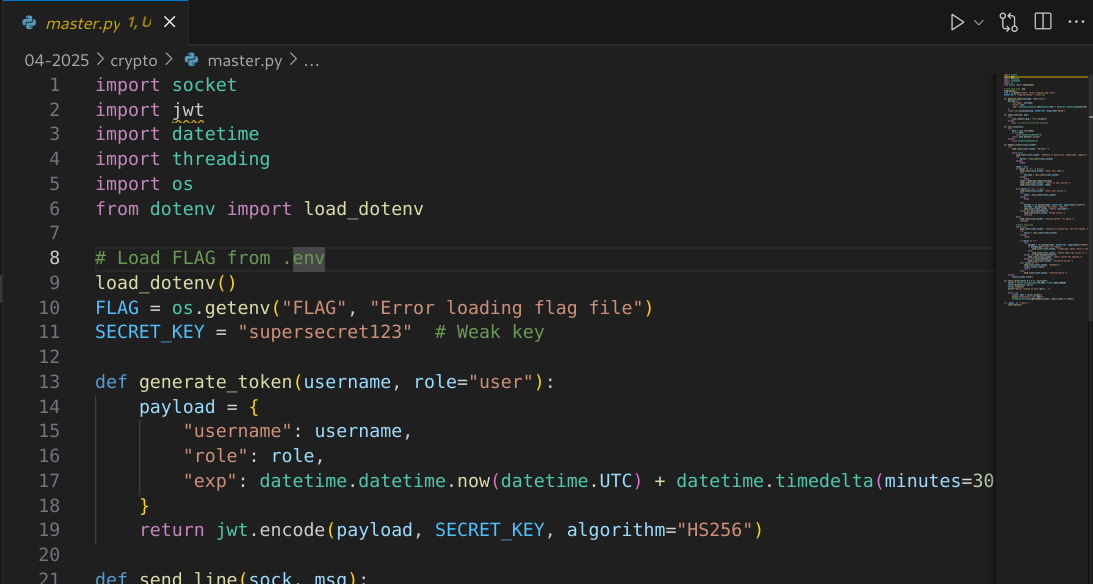 master.py 1, U
04-2025 > crypto > master.py > ...
1 import socket
2 import jwt
3 import datetime
4 import threading
5 import os
6 from dotenv import load_dotenv
7
8 # Load FLAG from .env
9 load_dotenv()
10 FLAG = os.getenv("FLAG", "Error loading flag file")
11 SECRET_KEY = "supersecret123"  # Weak key
12
13 def generate_token(username, role="user"):
14     payload = {
15         "username": username,
16         "role": role,
17         "exp": datetime.datetime.now(datetime.UTC) + datetime.timedelta(minutes=30
18     }
19     return jwt.encode(payload, SECRET_KEY, algorithm="HS256")
20
21 def send_line(sock, msg):